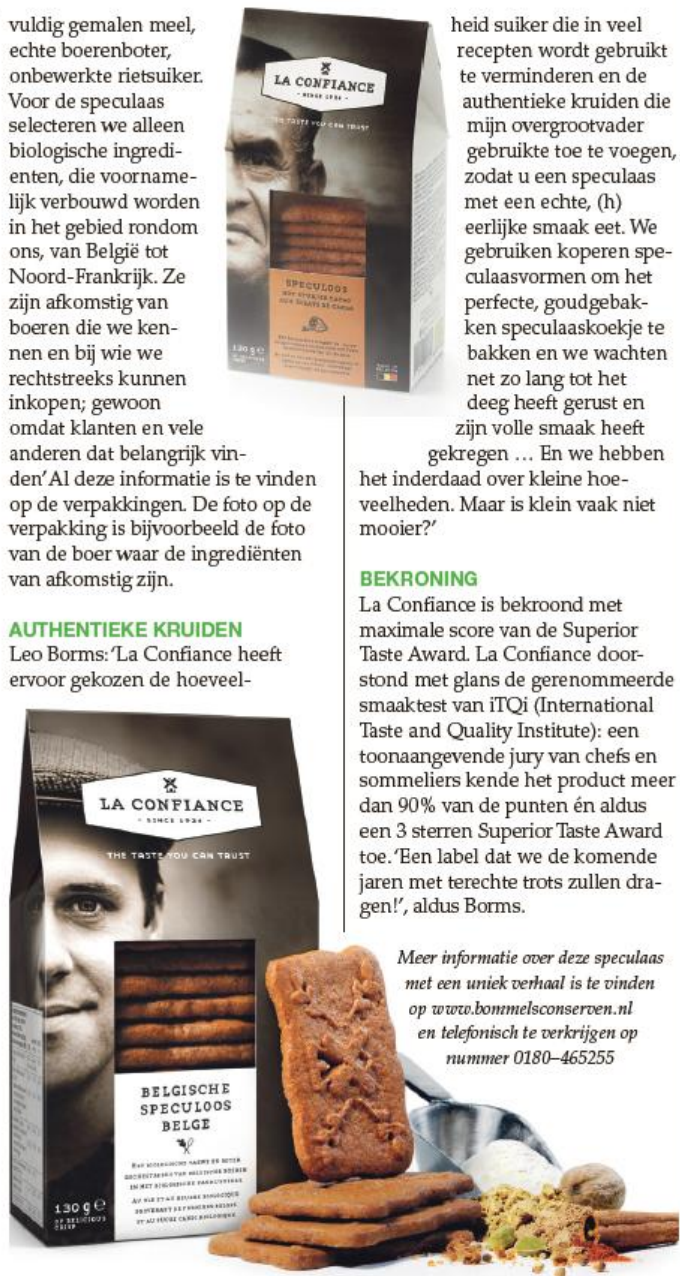 vuldig gemalen meel,
echte boerenboter,
onbewerkte rietsuiker.
Voor de speculaas
selecteren we alleen
biologische ingredi-
enten, die voorname-
lijk verbouwd worden
in het gebied rondom
ons, van België tot
Noord-Frankrijk. Ze
zijn afkomstig van
boeren die we ken-
nen en bij wie we
rechtstreeks kunnen
inkopen; gewoon
omdat klanten en vele
anderen dat belangrijk vin-
den’ Al deze informatie is te vinden
op de verpakkingen. De foto op de
verpakking is bijvoorbeeld de foto
van de boer waar de ingrediënten
van afkomstig zijn.
AUTHENTIEKE KRUIDEN
Leo Borms: ‘La Confiance heeft
ervoor gekozen de hoeveel-
LA CONFIANCE
- SINCE 1934 -
THE TASTE YOU CAN TRUST
BELGISCHE
SPECULOOS
BELGE
130 g e
OF DELICIOUS
CRISP
LA CONFIANCE
- SINCE 1934 -
THE TASTE YOU CAN TRUST
SPECULOOS
130 g e
heid suiker die in veel
recepten wordt gebruikt
te verminderen en de
authentieke kruiden die
mijn overgrootvader
gebruikte toe te voegen,
zodat u een speculaas
met een echte, (h)
eerlijke smaak eet. We
gebruiken koperen spe-
culaasvormen om het
perfecte, goudgebak-
ken speculaaskoekje te
bakken en we wachten
net zo lang tot het
deeg heeft gerust en
zijn volle smaak heeft
gekregen … En we hebben
het inderdaad over kleine hoe-
veelheden. Maar is klein vaak niet
mooier?’
BEKRONING
La Confiance is bekroond met
maximale score van de Superior
Taste Award. La Confiance door-
stond met glans de gerenommeerde
smaaktest van iTQi (International
Taste and Quality Institute): een
toonaangevende jury van chefs en
sommeliers kende het product meer
dan 90% van de punten én aldus
een 3 sterren Superior Taste Award
toe. ‘Een label dat we de komende
jaren met terechte trots zullen dra-
gen!’, aldus Borms.
Meer informatie over deze speculaas
met een uniek verhaal is te vinden
op www.bommelsconserven.nl
en telefonisch te verkrijgen op
nummer 0180–465255